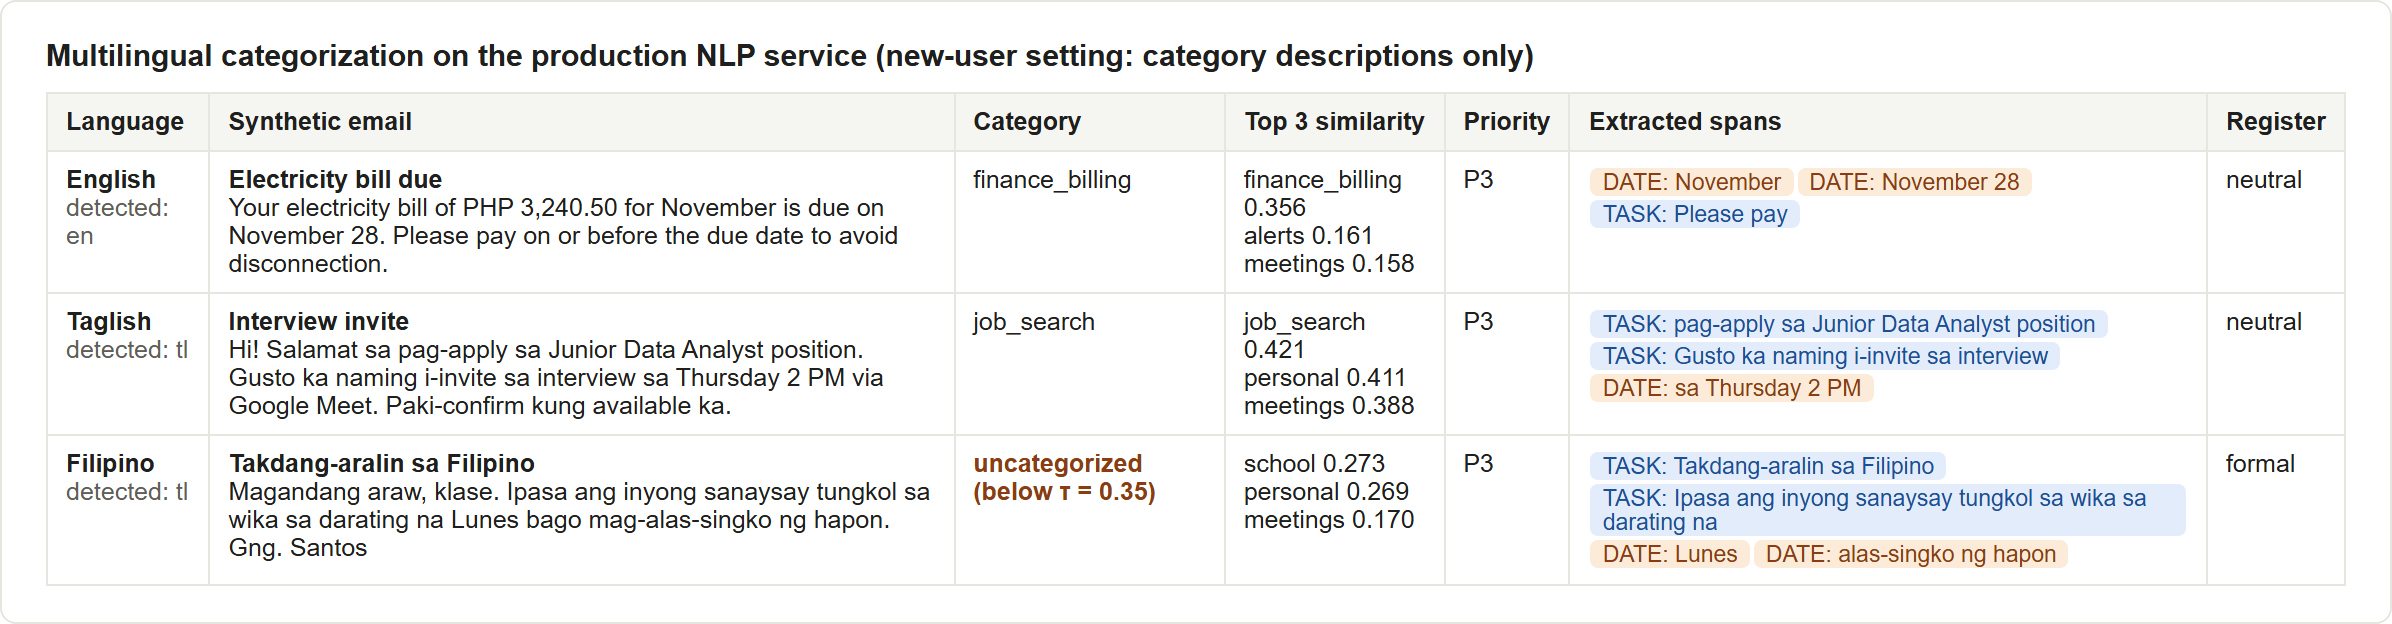 Multilingual categorization on the production NLP service (new-user setting: category descriptions only)
Language
Synthetic email
Category
Top 3 similarity
Priority
Extracted spans
Register
English
detected:
en
Electricity bill due
Your electricity bill of PHP 3,240.50 for November is due on
November 28. Please pay on or before the due date to avoid
disconnection.
finance_billing
finance_billing
0.356
alerts 0.161
meetings 0.158
P3
DATE: November
DATE: November 28
TASK: Please pay
neutral
Taglish
detected: tl
Interview invite
Hi! Salamat sa pag-apply sa Junior Data Analyst position.
Gusto ka naming i-invite sa interview sa Thursday 2 PM via
Google Meet. Paki-confirm kung available ka.
job_search
job_search
0.421
personal 0.411
meetings 0.388
P3
TASK: pag-apply sa Junior Data Analyst position
TASK: Gusto ka naming i-invite sa interview
DATE: sa Thursday 2 PM
neutral
Filipino
detected: tl
Takdang-aralin sa Filipino
Magandang araw, klase. Ipasa ang inyong sanaysay tungkol sa
wika sa darating na Lunes bago mag-alas-singko ng hapon.
Gng. Santos
uncategorized
(below τ = 0.35)
school 0.273
personal 0.269
meetings 0.170
P3
TASK: Takdang-aralin sa Filipino
TASK: Ipasa ang inyong sanaysay tungkol sa wika sa
darating na
DATE: Lunes
DATE: alas-singko ng hapon
formal